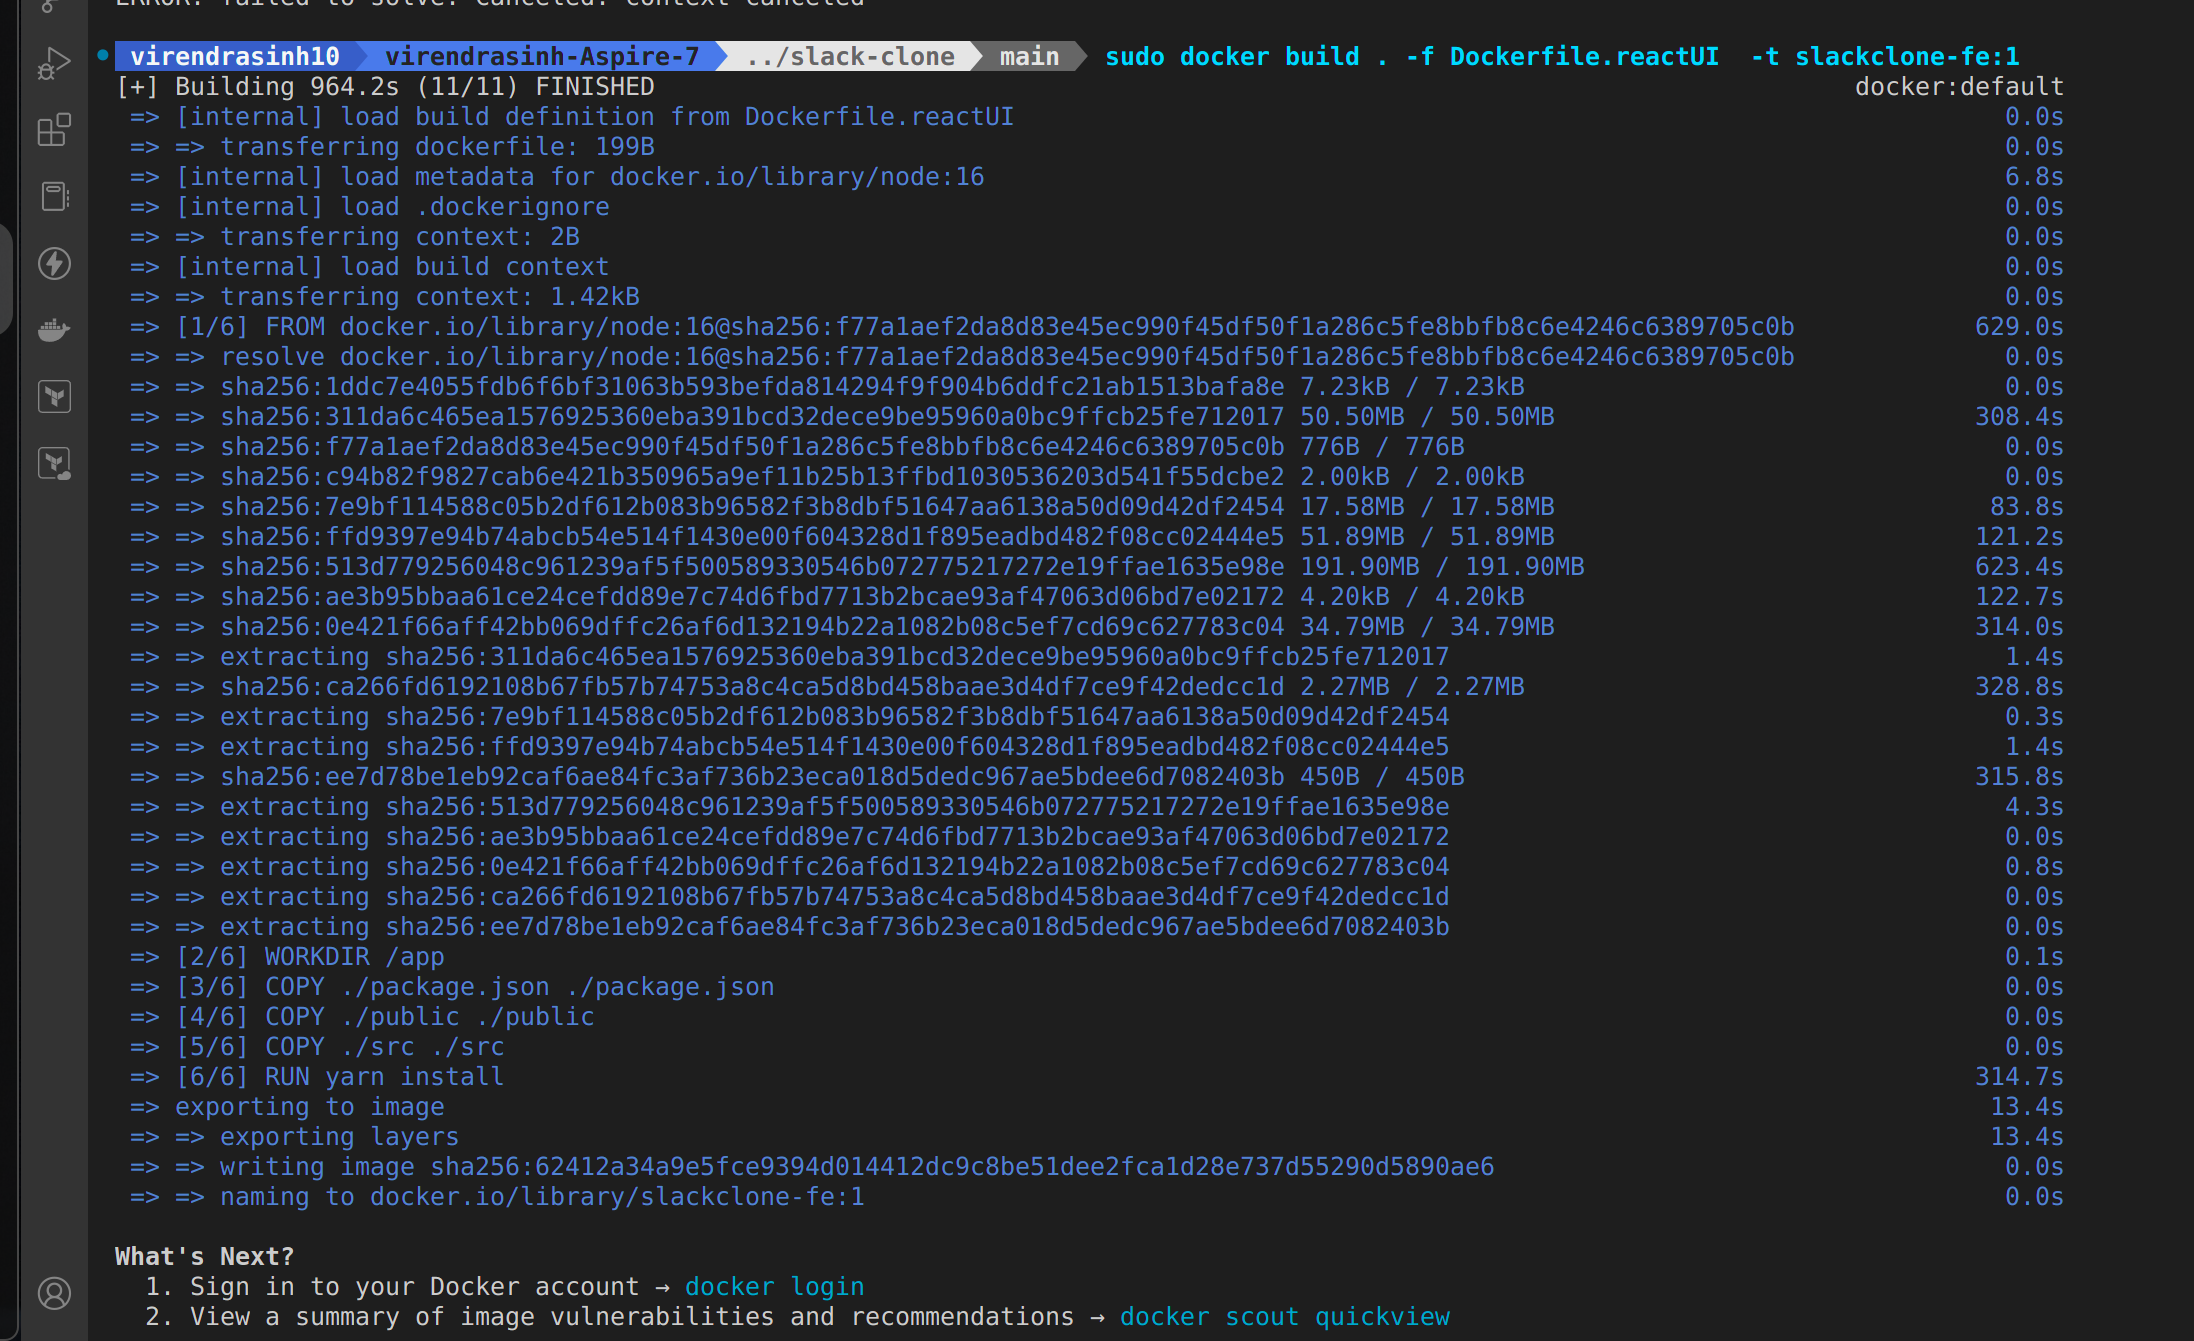 ERROR: failed to solve: Canceled: context canceled
virendrasinh10 virendrasinh-Aspire-7 ../slack-clone main sudo docker build . -f Dockerfile.reactUI  -t slackclone-fe:1
[+] Building 964.2s (11/11) FINISHED docker:default
=> [internal] load build definition from Dockerfile.reactUI 0.0s
=> => transferring dockerfile: 199B 0.0s
=> [internal] load metadata for docker.io/library/node:16 6.8s
=> [internal] load .dockerignore 0.0s
=> => transferring context: 2B 0.0s
=> [internal] load build context 0.0s
=> => transferring context: 1.42kB 0.0s
=> [1/6] FROM docker.io/library/node:16@sha256:f77a1aef2da8d83e45ec990f45df50f1a286c5fe8bbfb8c6e4246c6389705c0b 629.0s
=> => resolve docker.io/library/node:16@sha256:f77a1aef2da8d83e45ec990f45df50f1a286c5fe8bbfb8c6e4246c6389705c0b 0.0s
=> => sha256:1ddc7e4055fdb6f6bf31063b593befda814294f9f904b6ddfc21ab1513bafa8e 7.23kB / 7.23kB 0.0s
=> => sha256:311da6c465ea1576925360eba391bcd32dece9be95960a0bc9ffcb25fe712017 50.50MB / 50.50MB 308.4s
=> => sha256:f77a1aef2da8d83e45ec990f45df50f1a286c5fe8bbfb8c6e4246c6389705c0b 776B / 776B 0.0s
=> => sha256:c94b82f9827cab6e421b350965a9ef11b25b13ffbd1030536203d541f55dcbe2 2.00kB / 2.00kB 0.0s
=> => sha256:7e9bf114588c05b2df612b083b96582f3b8dbf51647aa6138a50d09d42df2454 17.58MB / 17.58MB 83.8s
=> => sha256:ffd9397e94b74abcb54e514f1430e00f604328d1f895eadbd482f08cc02444e5 51.89MB / 51.89MB 121.2s
=> => sha256:513d779256048c961239af5f500589330546b072775217272e19ffae1635e98e 191.90MB / 191.90MB 623.4s
=> => sha256:ae3b95bbaa61ce24cefdd89e7c74d6fbd7713b2bcae93af47063d06bd7e02172 4.20kB / 4.20kB 122.7s
=> => sha256:0e421f66aff42bb069dffc26af6d132194b22a1082b08c5ef7cd69c627783c04 34.79MB / 34.79MB 314.0s
=> => extracting sha256:311da6c465ea1576925360eba391bcd32dece9be95960a0bc9ffcb25fe712017 1.4s
=> => sha256:ca266fd6192108b67fb57b74753a8c4ca5d8bd458baae3d4df7ce9f42dedcc1d 2.27MB / 2.27MB 328.8s
=> => extracting sha256:7e9bf114588c05b2df612b083b96582f3b8dbf51647aa6138a50d09d42df2454 0.3s
=> => extracting sha256:ffd9397e94b74abcb54e514f1430e00f604328d1f895eadbd482f08cc02444e5 1.4s
=> => sha256:ee7d78be1eb92caf6ae84fc3af736b23eca018d5dedc967ae5bdee6d7082403b 450B / 450B 315.8s
=> => extracting sha256:513d779256048c961239af5f500589330546b072775217272e19ffae1635e98e 4.3s
=> => extracting sha256:ae3b95bbaa61ce24cefdd89e7c74d6fbd7713b2bcae93af47063d06bd7e02172 0.0s
=> => extracting sha256:0e421f66aff42bb069dffc26af6d132194b22a1082b08c5ef7cd69c627783c04 0.8s
=> => extracting sha256:ca266fd6192108b67fb57b74753a8c4ca5d8bd458baae3d4df7ce9f42dedcc1d 0.0s
=> => extracting sha256:ee7d78be1eb92caf6ae84fc3af736b23eca018d5dedc967ae5bdee6d7082403b 0.0s
=> [2/6] WORKDIR /app 0.1s
=> [3/6] COPY ./package.json ./package.json 0.0s
=> [4/6] COPY ./public ./public 0.0s
=> [5/6] COPY ./src ./src 0.0s
=> [6/6] RUN yarn install 314.7s
=> exporting to image 13.4s
=> => exporting layers 13.4s
=> => writing image sha256:62412a34a9e5fce9394d014412dc9c8be51dee2fca1d28e737d55290d5890ae6 0.0s
=> => naming to docker.io/library/slackclone-fe:1 0.0s
What's Next?
1. Sign in to your Docker account → docker login
2. View a summary of image vulnerabilities and recommendations → docker scout quickview